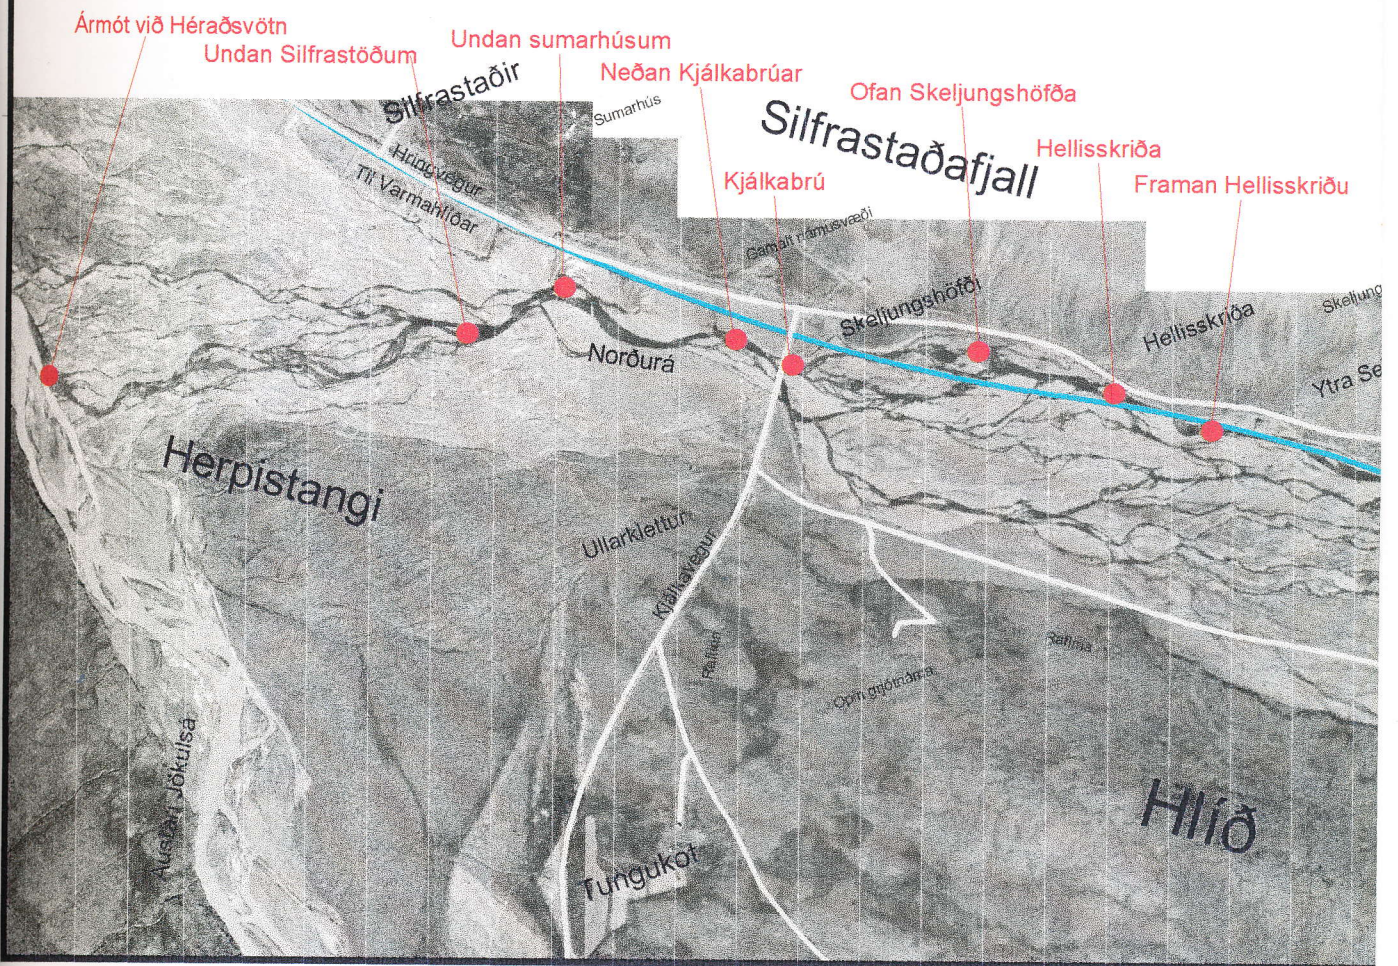 Ármót við Héraðsvötn
Undan Silfrastöðum
Undan sumarhúsum
Neðan Kjálkabrúar
Ofan Skeljungshöfða
Hellisskriða
Framan Hellisskriðu
Kjálkabrú
Silfrastaðir
Sumarhús
Silfrastaðafjall
Hringvegur
Til Varmahlíðar
Gamalt námusvæði
Skeljungshöfði
Hellisskriða
Skeljung
Ytra Se
Norðurá
Herpistangi
Ullarklettur
Kjálkavegur
Raflína
Opin grjótnáma
Austari Jökulsá
Tungukot
Hlíð